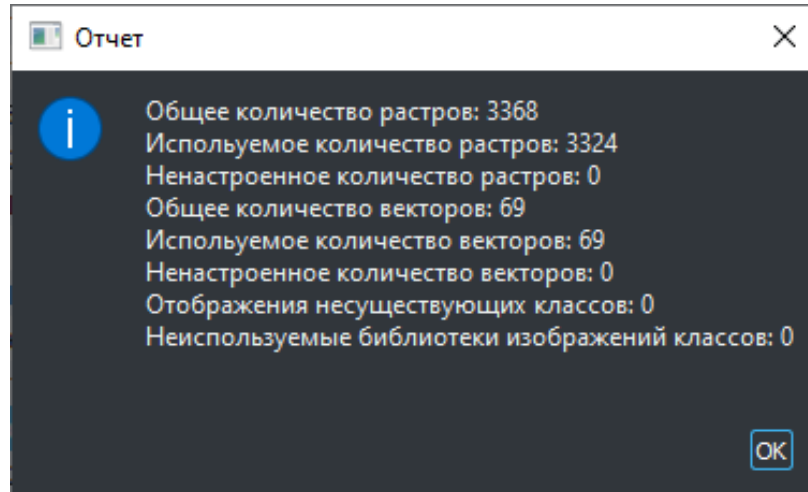 Отчет
Общее количество растров: 3368
Испольуемое количество растров: 3324
Ненастроенное количество растров: 0
Общее количество векторов: 69
Испольуемое количество векторов: 69
Ненастроенное количество векторов: 0
Отображения несуществующих классов: 0
Неиспользуемые библиотеки изображений классов: 0
OK